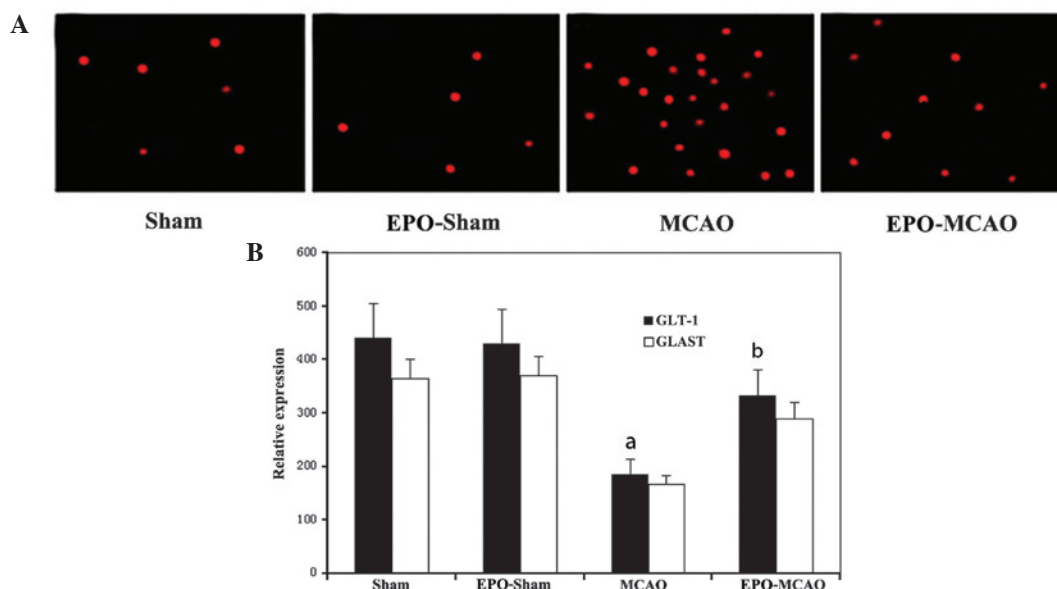 A
Sham
EPO-Sham
MCAO
EPO-MCAO
B
600
500
400
300
200
100
0
Relative expression
GLT-1
GLAST
a
b
Sham
EPO-Sham
MCAO
EPO-MCAO